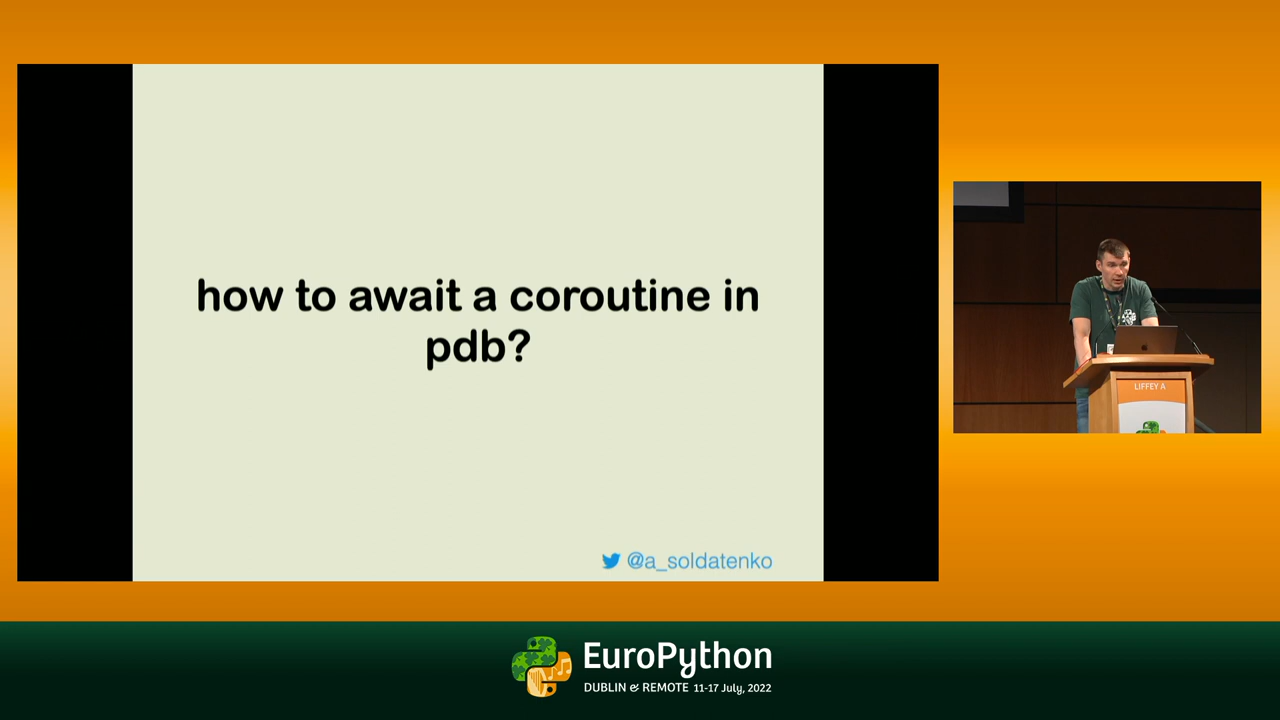 how to await a coroutine in
pdb?
@a_soldatenko
LIFFEY A
EuroPython
DUBLIN & REMOTE 11-17 July, 2022